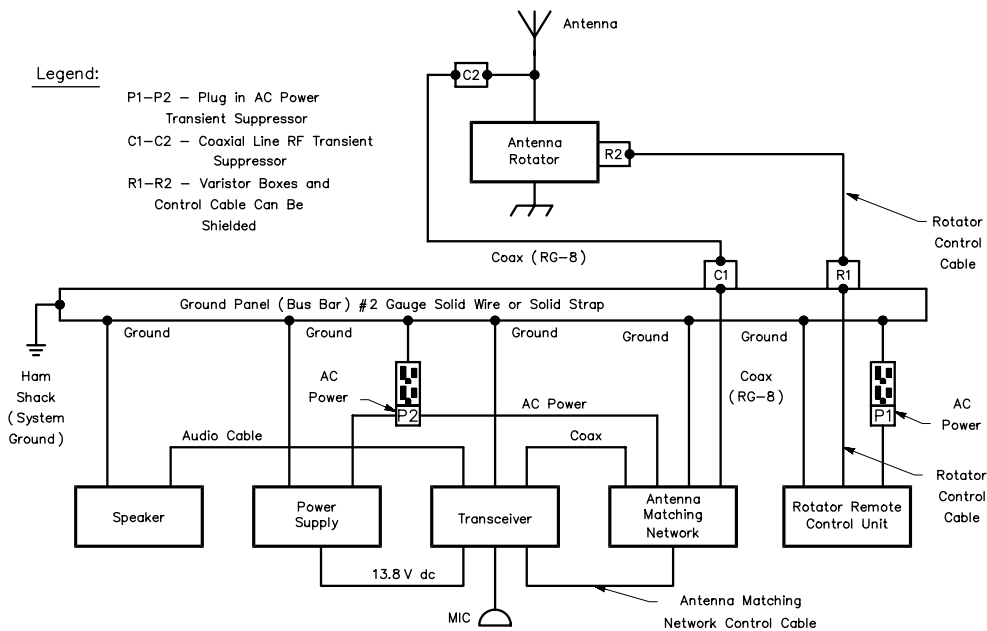 Antenna
Legend:
C2
P1-P2 - Plug in AC Power
Transient Suppressor
C1-C2 - Coaxial Line RF Transient
Suppressor
R1-R2 - Varistor Boxes and
Control Cable Can Be
Shielded
Antenna
Rotator
R2
Rotator
Control
Cable
Coax (RG-8)
C1
R1
Ground Panel (Bus Bar) #2 Gauge Solid Wire or Solid Strap
Ground
Ground
Ground
Ground
Ground
Ham
Shack
(System
Ground)
AC
Power
P2
AC Power
Coax
(RG-8)
P1
AC
Power
Audio Cable
Coax
Rotator
Control
Cable
Speaker
Power
Supply
Transceiver
Antenna
Matching
Network
Rotator Remote
Control Unit
13.8V dc
MIC
Antenna Matching
Network Control Cable